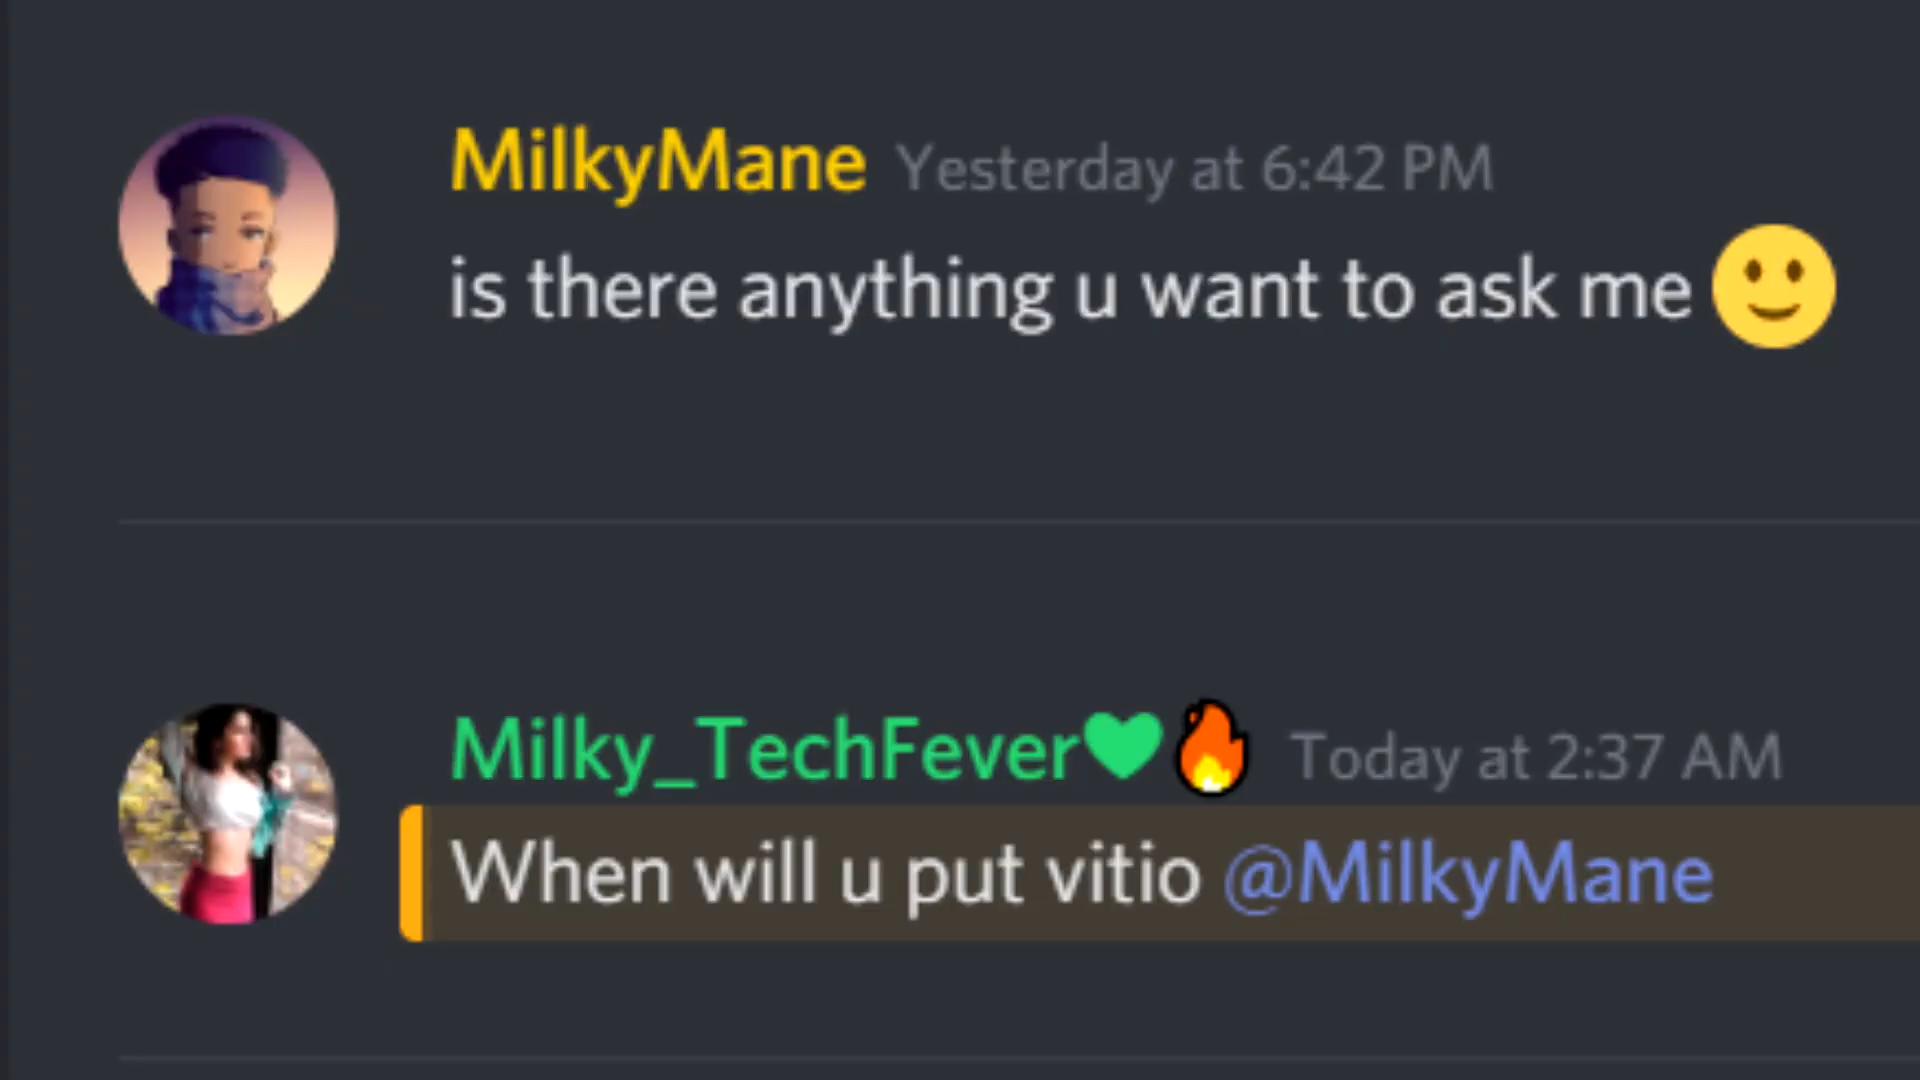 MilkyMane Yesterday at 6:42 PM
is there anything u want to ask me 🙂
Milky_TechFever💚🔥 Today at 2:37 AM
When will u put vitio @MilkyMane